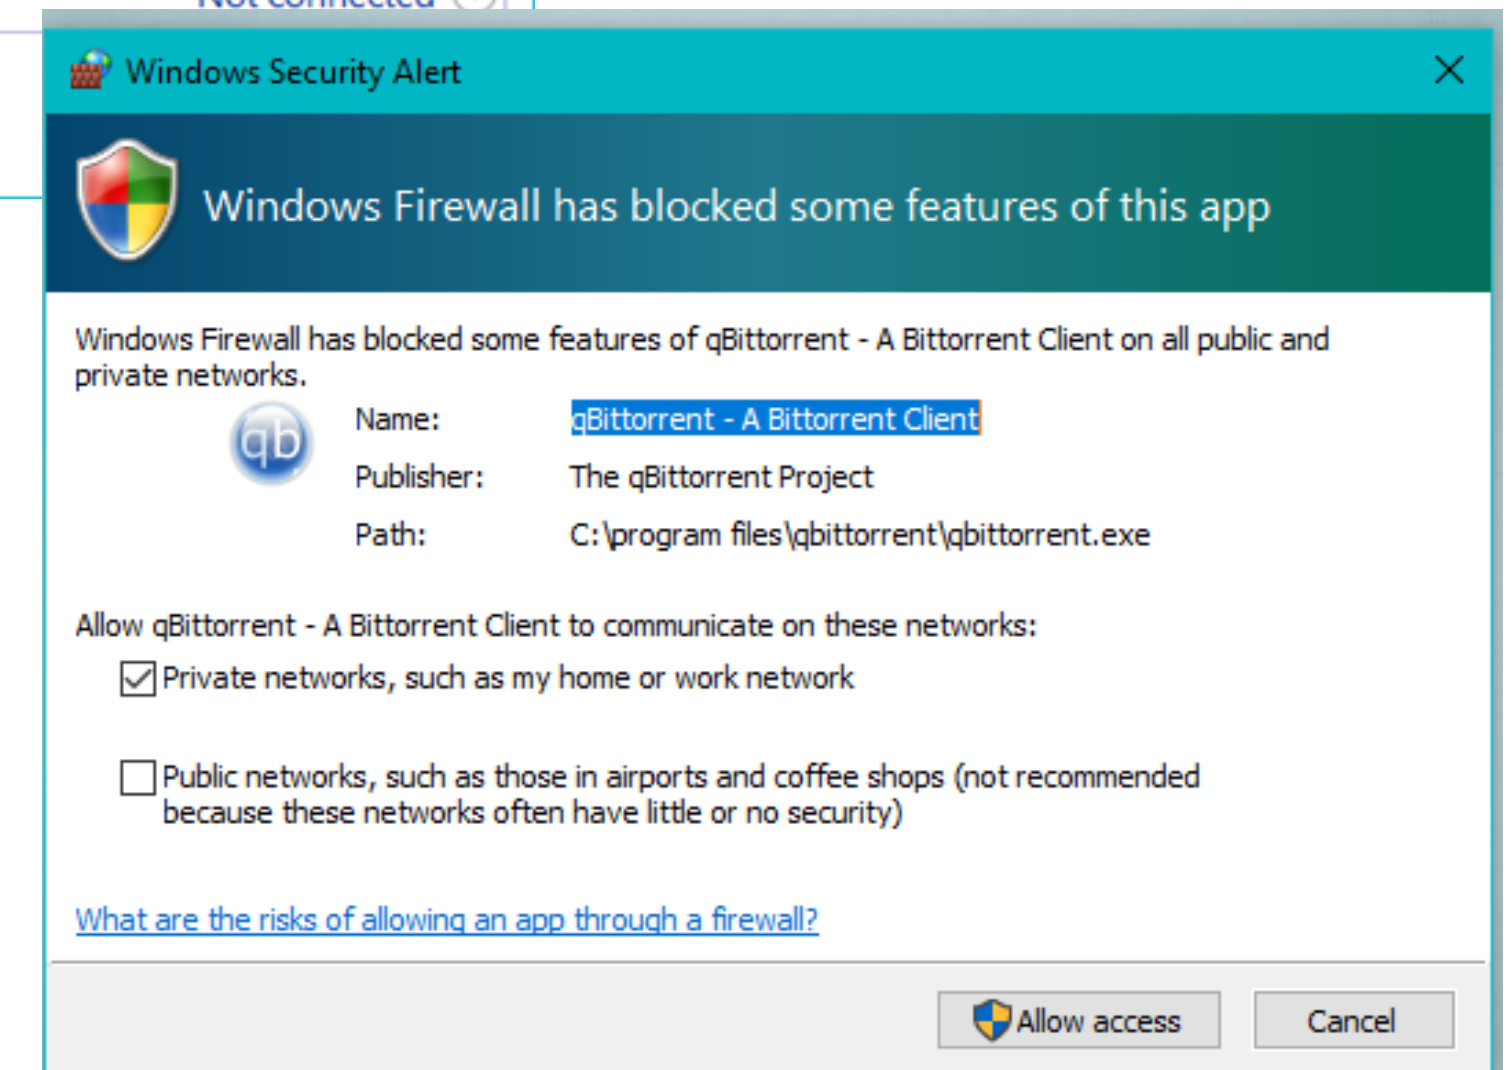 Not connected
Windows Security Alert
Windows Firewall has blocked some features of this app
Windows Firewall has blocked some features of qBittorrent - A Bittorrent Client on all public and
private networks.
qb
Name: qBittorrent - A Bittorrent Client
Publisher: The qBittorrent Project
Path: C:\program files\qbittorrent\qbittorrent.exe
Allow qBittorrent - A Bittorrent Client to communicate on these networks:
Private networks, such as my home or work network
Public networks, such as those in airports and coffee shops (not recommended
because these networks often have little or no security)
What are the risks of allowing an app through a firewall?
Allow access
Cancel